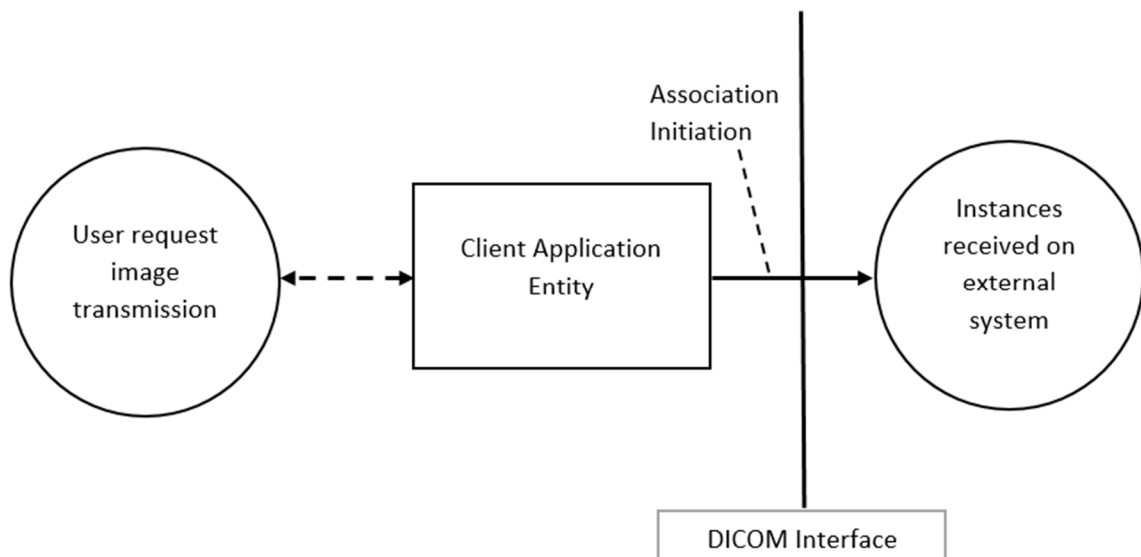 Association
Initiation
User request
image
transmission
Client Application
Entity
Instances
received on
external
system
DICOM Interface